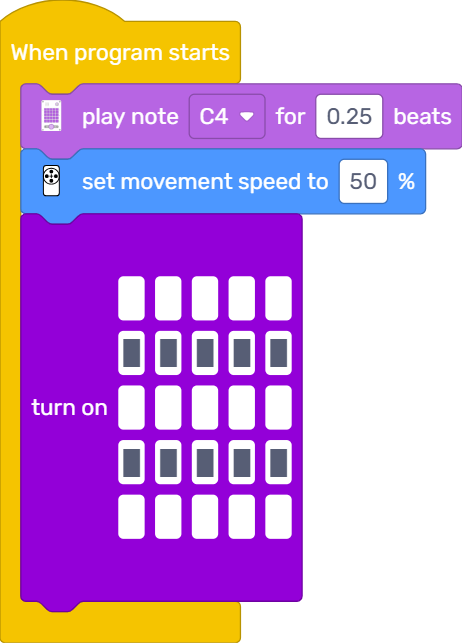 When program starts
play note C4 for 0.25 beats
set movement speed to 50 %
turn on